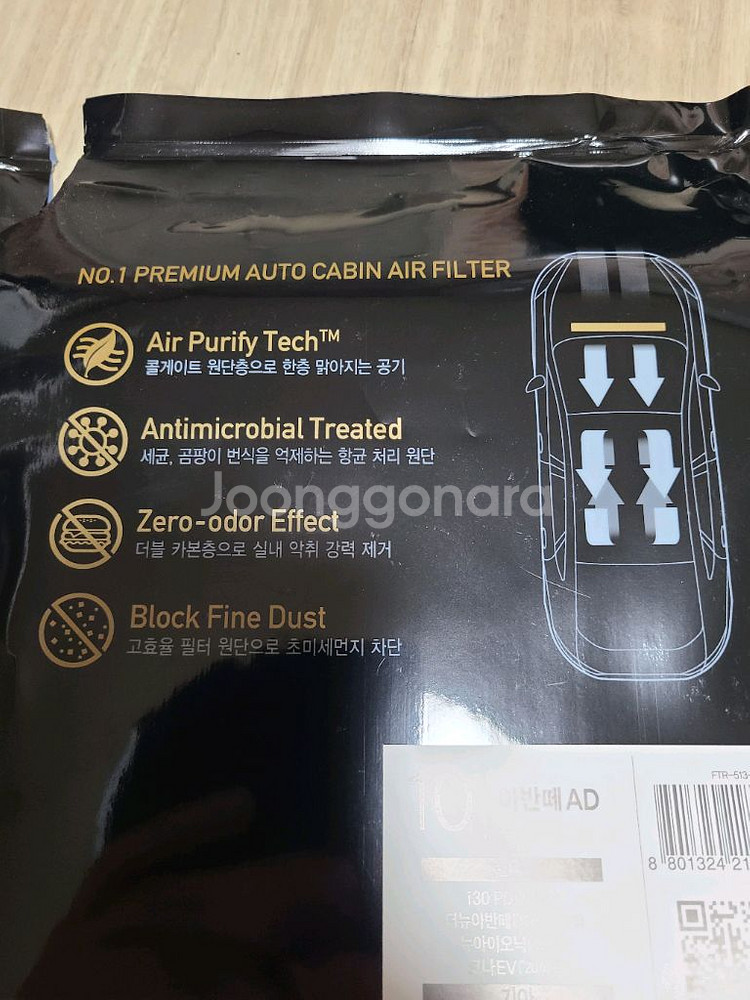 NO.1 PREMIUM AUTO CABIN AIR FILTER
Air Purify Tech™
콜게이트 원단층으로 한층 맑아지는 공기
Antimicrobial Treated
세균, 곰팡이 번식을 억제하는 항균 처리 원단
Joonggonara
Zero-odor Effect
더블 카본층으로 실내 악취 강력 제거
Block Fine Dust
고효율 필터 원단으로 초미세먼지 차단
아반떼 AD
FTR-513-
8 801324 21
i30